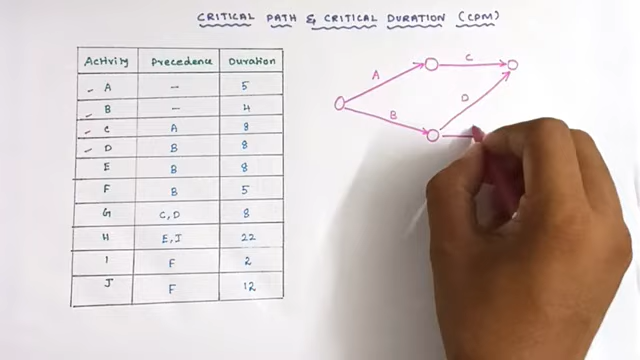 CRITICAL PATH & CRITICAL DURATION (CPM)
Activity Precedence Duration
A - 5
B - 4
C A 8
D B 8
E B 8
F B 5
G C, D 8
H E, J 22
I F 2
J F 12
A
B
C
D